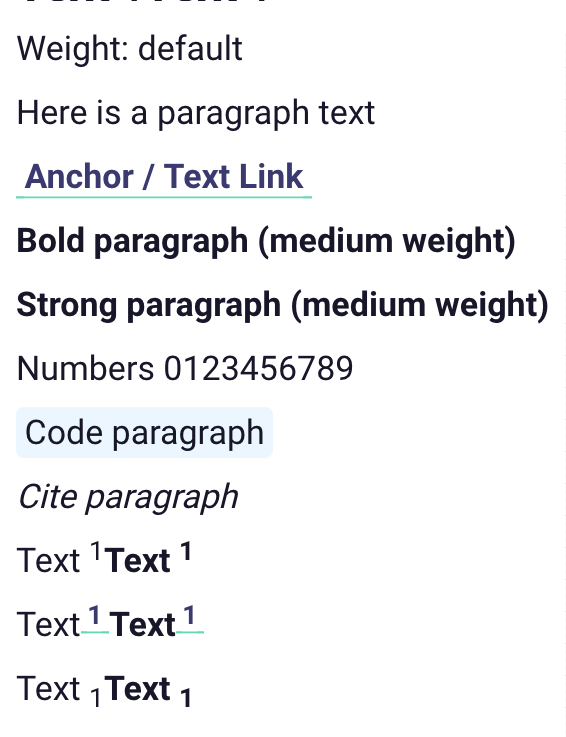 Weight: default
Here is a paragraph text
Anchor / Text Link
Bold paragraph (medium weight)
Strong paragraph (medium weight)
Numbers 0123456789
Code paragraph
Cite paragraph
Text ¹Text ¹
Text ¹ Text ¹
Text ₁Text ₁